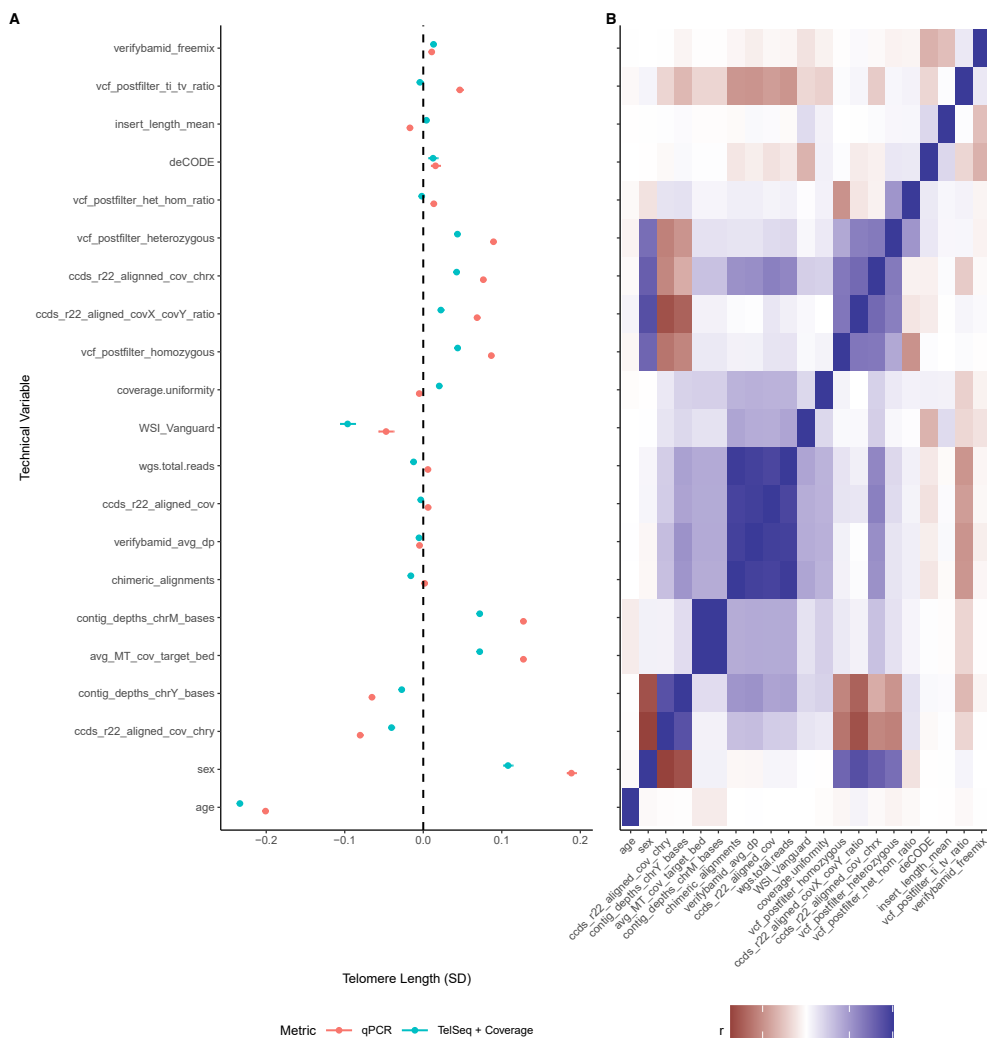 A
B
verifybamid_freemix
vcf_postfilter_ti_tv_ratio
insert_length_mean
deCODE
vcf_postfilter_het_hom_ratio
vcf_postfilter_heterozygous
ccds_r22_alignned_cov_chrx
ccds_r22_aligned_covX_covY_ratio
vcf_postfilter_homozygous
coverage.uniformity
WSI_Vanguard
wgs.total.reads
ccds_r22_aligned_cov
verifybamid_avg_dp
chimeric_alignments
contig_depths_chrM_bases
avg_MT_cov_target_bed
contig_depths_chrY_bases
ccds_r22_aligned_cov_chry
sex
age
Technical Variable
-0.2
-0.1
0.0
0.1
0.2
Telomere Length (SD)
age
sex
ccds_r22_aligned_cov_chry
contig_depths_chrY_bases
avg_MT_cov_target_bed
contig_depths_chrM_bases
chimeric_alignments
verifybamid_avg_dp
ccds_r22_aligned_cov
wgs.total.reads
WSI_Vanguard
coverage.uniformity
vcf_postfilter_homozygous
ccds_r22_aligned_covX_covY_ratio
ccds_r22_alignned_cov_chrx
vcf_postfilter_heterozygous
vcf_postfilter_het_hom_ratio
deCODE
insert_length_mean
vcf_postfilter_ti_tv_ratio
verifybamid_freemix
Metric qPCR TelSeq + Coverage
r